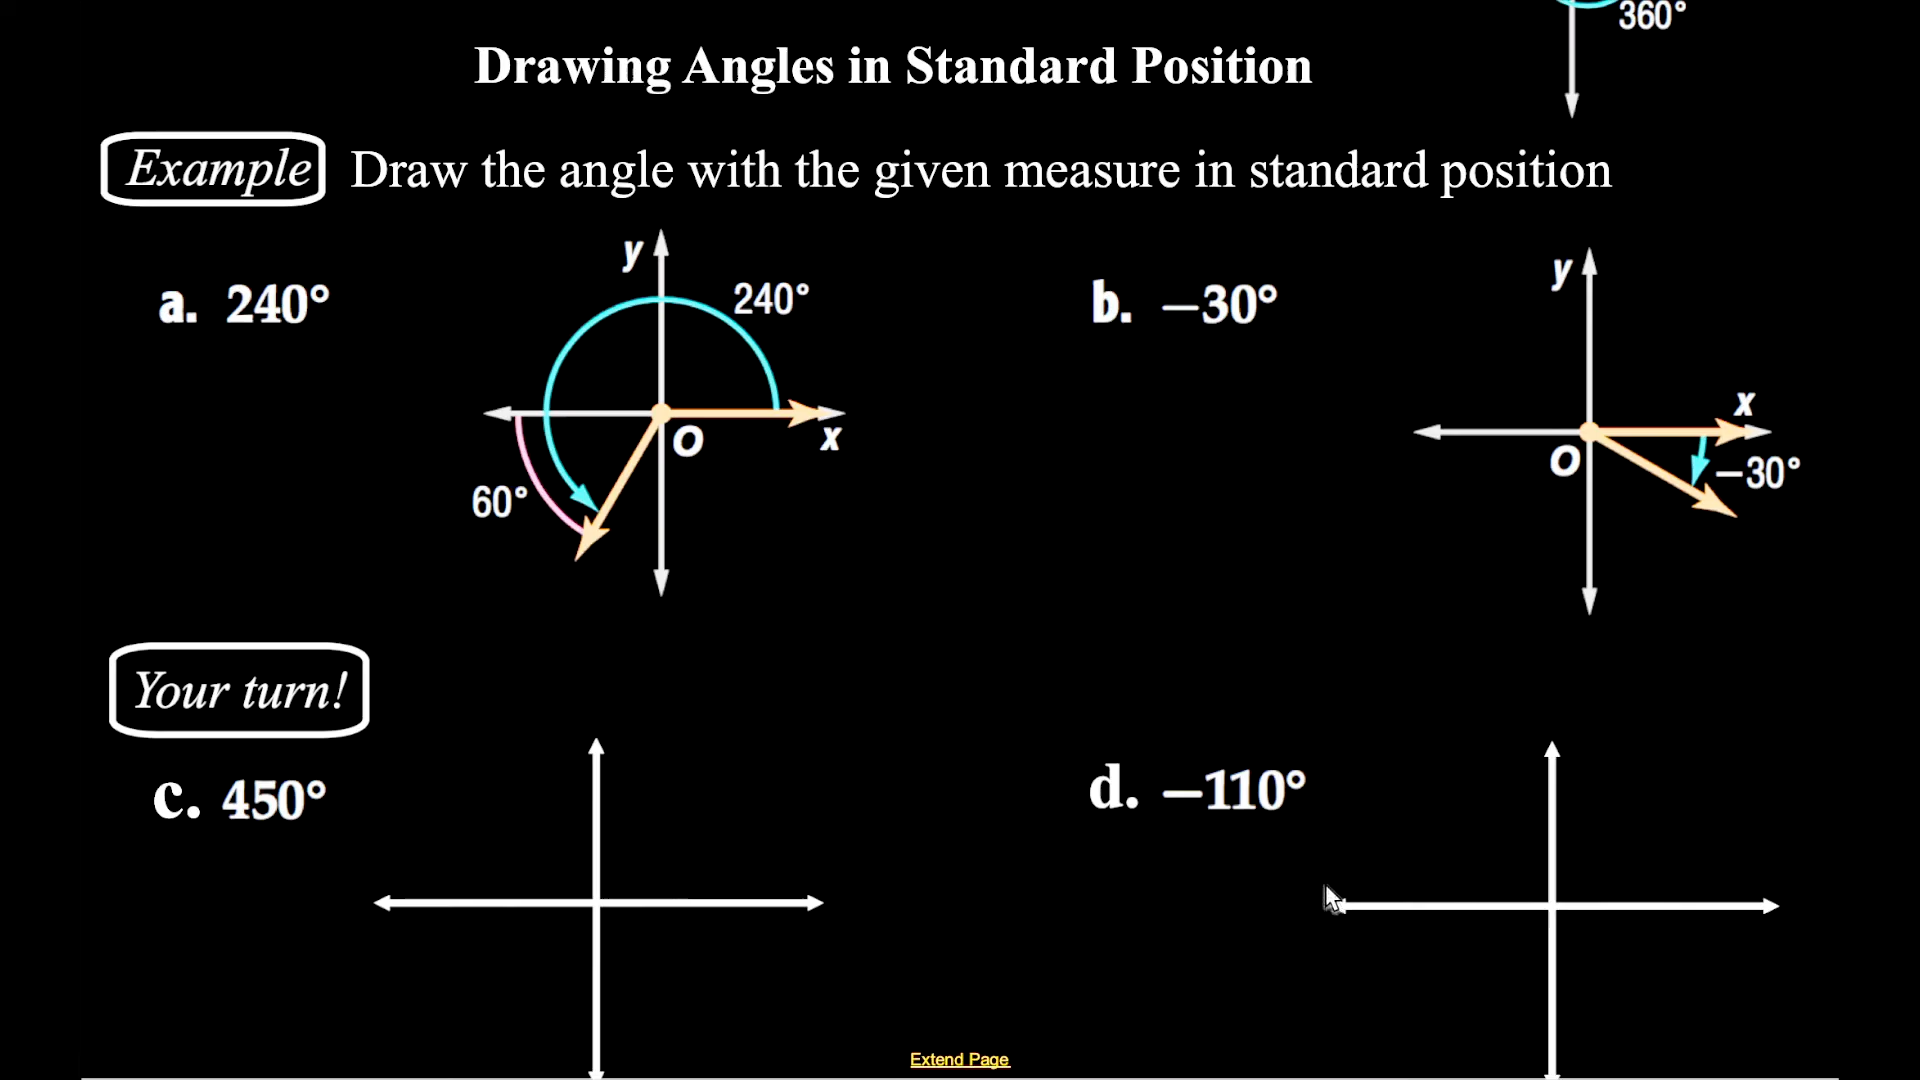 360°
Drawing Angles in Standard Position
Example Draw the angle with the given measure in standard position
a. 240°
y
240°
O
x
60°
b. −30°
y
x
O
−30°
Your turn!
c. 450°
d. −110°
Extend Page